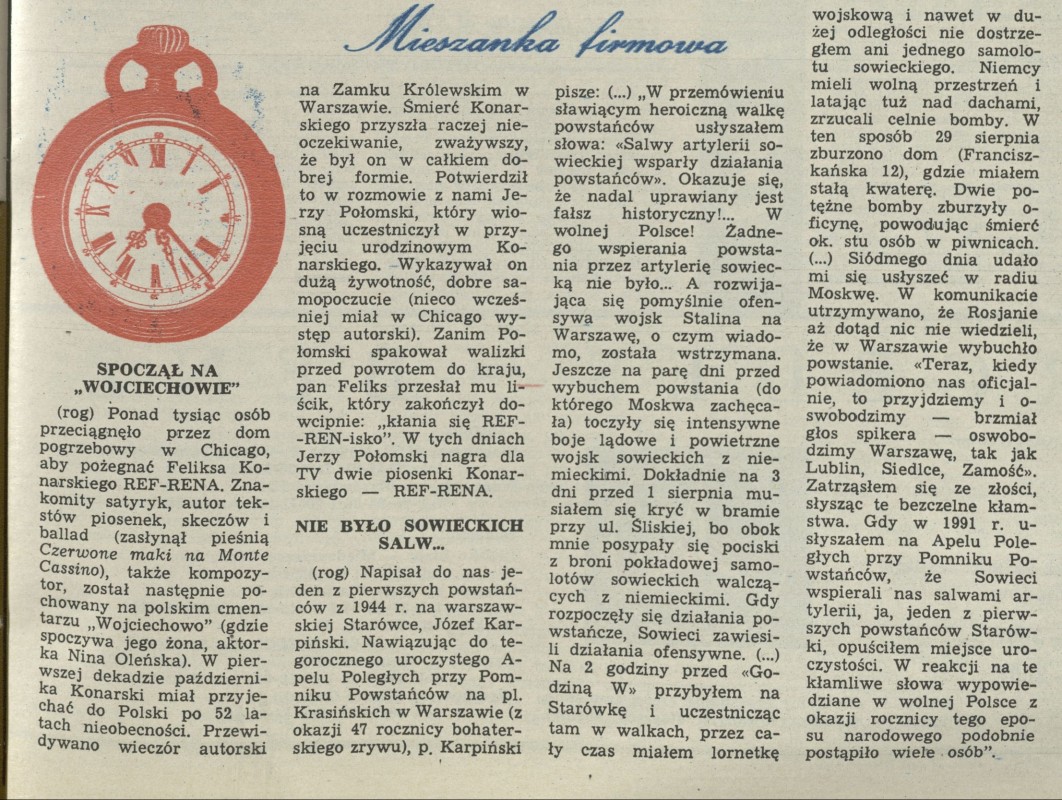 Mieszanka firmowa
SPOCZĄŁ NA
„WOJCIECHOWIE”
(rog) Ponad tysiąc osób
przeciągnęło przez dom
pogrzebowy w Chicago,
aby pożegnać Feliksa Ko-
narskiego REF-RENA. Zna-
komity satyryk, autor tek-
stów piosenek, skeczów i
ballad (zasłynął pieśnią
Czerwone maki na Monte
Cassino), także kompozy-
tor, został następnie po-
chowany na polskim cmen-
tarzu „Wojciechowo” (gdzie
spoczywa jego żona, aktor-
ka Nina Oleńska). W pier-
wszej dekadzie październi-
ka Konarski miał przyje-
chać do Polski po 52 la-
tach nieobecności. Przewi-
dywano wieczór autorski
na Zamku Królewskim w
Warszawie. Śmierć Konar-
skiego przyszła raczej nie-
oczekiwanie, zważywszy,
że był on w całkiem do-
brej formie. Potwierdził
to w rozmowie z nami Je-
rzy Połomski, który wio-
sną uczestniczył w przy-
jęciu urodzinowym Ko-
narskiego. Wykazywał on
dużą żywotność, dobre sa-
mopoczucie (nieco wcześ-
niej miał w Chicago wy-
stęp autorski). Zanim Po-
łomski spakował walizki
przed powrotem do kraju,
pan Feliks przesłał mu li-
ścik, który zakończył do-
wcipnie: „kłania się REF-
-REN-isko”. W tych dniach
Jerzy Połomski nagra dla
TV dwie piosenki Konar-
skiego — REF-RENA.
NIE BYŁO SOWIECKICH
SALW...
(rog) Napisał do nas je-
den z pierwszych powstań-
ców z 1944 r. na warszaw-
skiej Starówce, Józef Kar-
piński. Nawiązując do te-
gorocznego uroczystego A-
pelu Poległych przy Pom-
niku Powstańców na pl.
Krasińskich w Warszawie (z
okazji 47 rocznicy bohater-
skiego zrywu), p. Karpiński
pisze: (...) „W przemówieniu
sławiącym heroiczną walkę
powstańców usłyszałem
słowa: «Salwy artylerii so-
wieckiej wsparły działania
powstańców». Okazuje się,
że nadal uprawiany jest
fałsz historyczny!... W
wolnej Polsce! Żadne-
go wspierania powsta-
nia przez artylerię sowiec-
ką nie było... A rozwija-
jąca się pomyślnie ofen-
sywa wojsk Stalina na
Warszawę, o czym wiado-
mo, została wstrzymana.
Jeszcze na parę dni przed
wybuchem powstania (do
którego Moskwa zachęca-
ła) toczyły się intensywne
boje lądowe i powietrzne
wojsk sowieckich z nie-
mieckimi. Dokładnie na 3
dni przed 1 sierpnia mu-
siałem się kryć w bramie
przy ul. Śliskiej, bo obok
mnie posypały się pociski
z broni pokładowej samo-
lotów sowieckich walczą-
cych z niemieckimi. Gdy
rozpoczęły się działania po-
wstańcze, Sowieci zawiesi-
li działania ofensywne. (...)
Na 2 godziny przed «Go-
dziną W» przybyłem na
Starówkę i uczestnicząc
tam w walkach, przez ca-
ły czas miałem lornetkę
wojskową i nawet w du-
żej odległości nie dostrze-
głem ani jednego samolo-
tu sowieckiego. Niemcy
mieli wolną przestrzeń i
latając tuż nad dachami,
zrzucali celnie bomby. W
ten sposób 29 sierpnia
zburzono dom (Francisz-
kańska 12), gdzie miałem
stałą kwaterę. Dwie po-
tężne bomby zburzyły o-
ficynę, powodując śmierć
ok. stu osób w piwnicach.
(...) Siódmego dnia udało
mi się usłyszeć w radiu
Moskwę. W komunikacie
utrzymywano, że Rosjanie
aż dotąd nic nie wiedzieli,
że w Warszawie wybuchło
powstanie. «Teraz, kiedy
powiadomiono nas oficjal-
nie, to przyjdziemy i o-
swobodzimy — brzmiał
głos spikera — oswobo-
dzimy Warszawę, tak jak
Lublin, Siedlce, Zamość».
Zatrząsłem się ze złości,
słysząc te bezczelne kłam-
stwa. Gdy w 1991 r. u-
słyszałem na Apelu Pole-
głych przy Pomniku Po-
wstańców, że Sowieci
wspierali nas salwami ar-
tylerii, ja, jeden z pierw-
szych powstańców Starów-
ki, opuściłem miejsce uro-
czystości. W reakcji na te
kłamliwe słowa wypowie-
dziane w wolnej Polsce z
okazji rocznicy tego epo-
su narodowego podobnie
postąpiło wiele osób”.